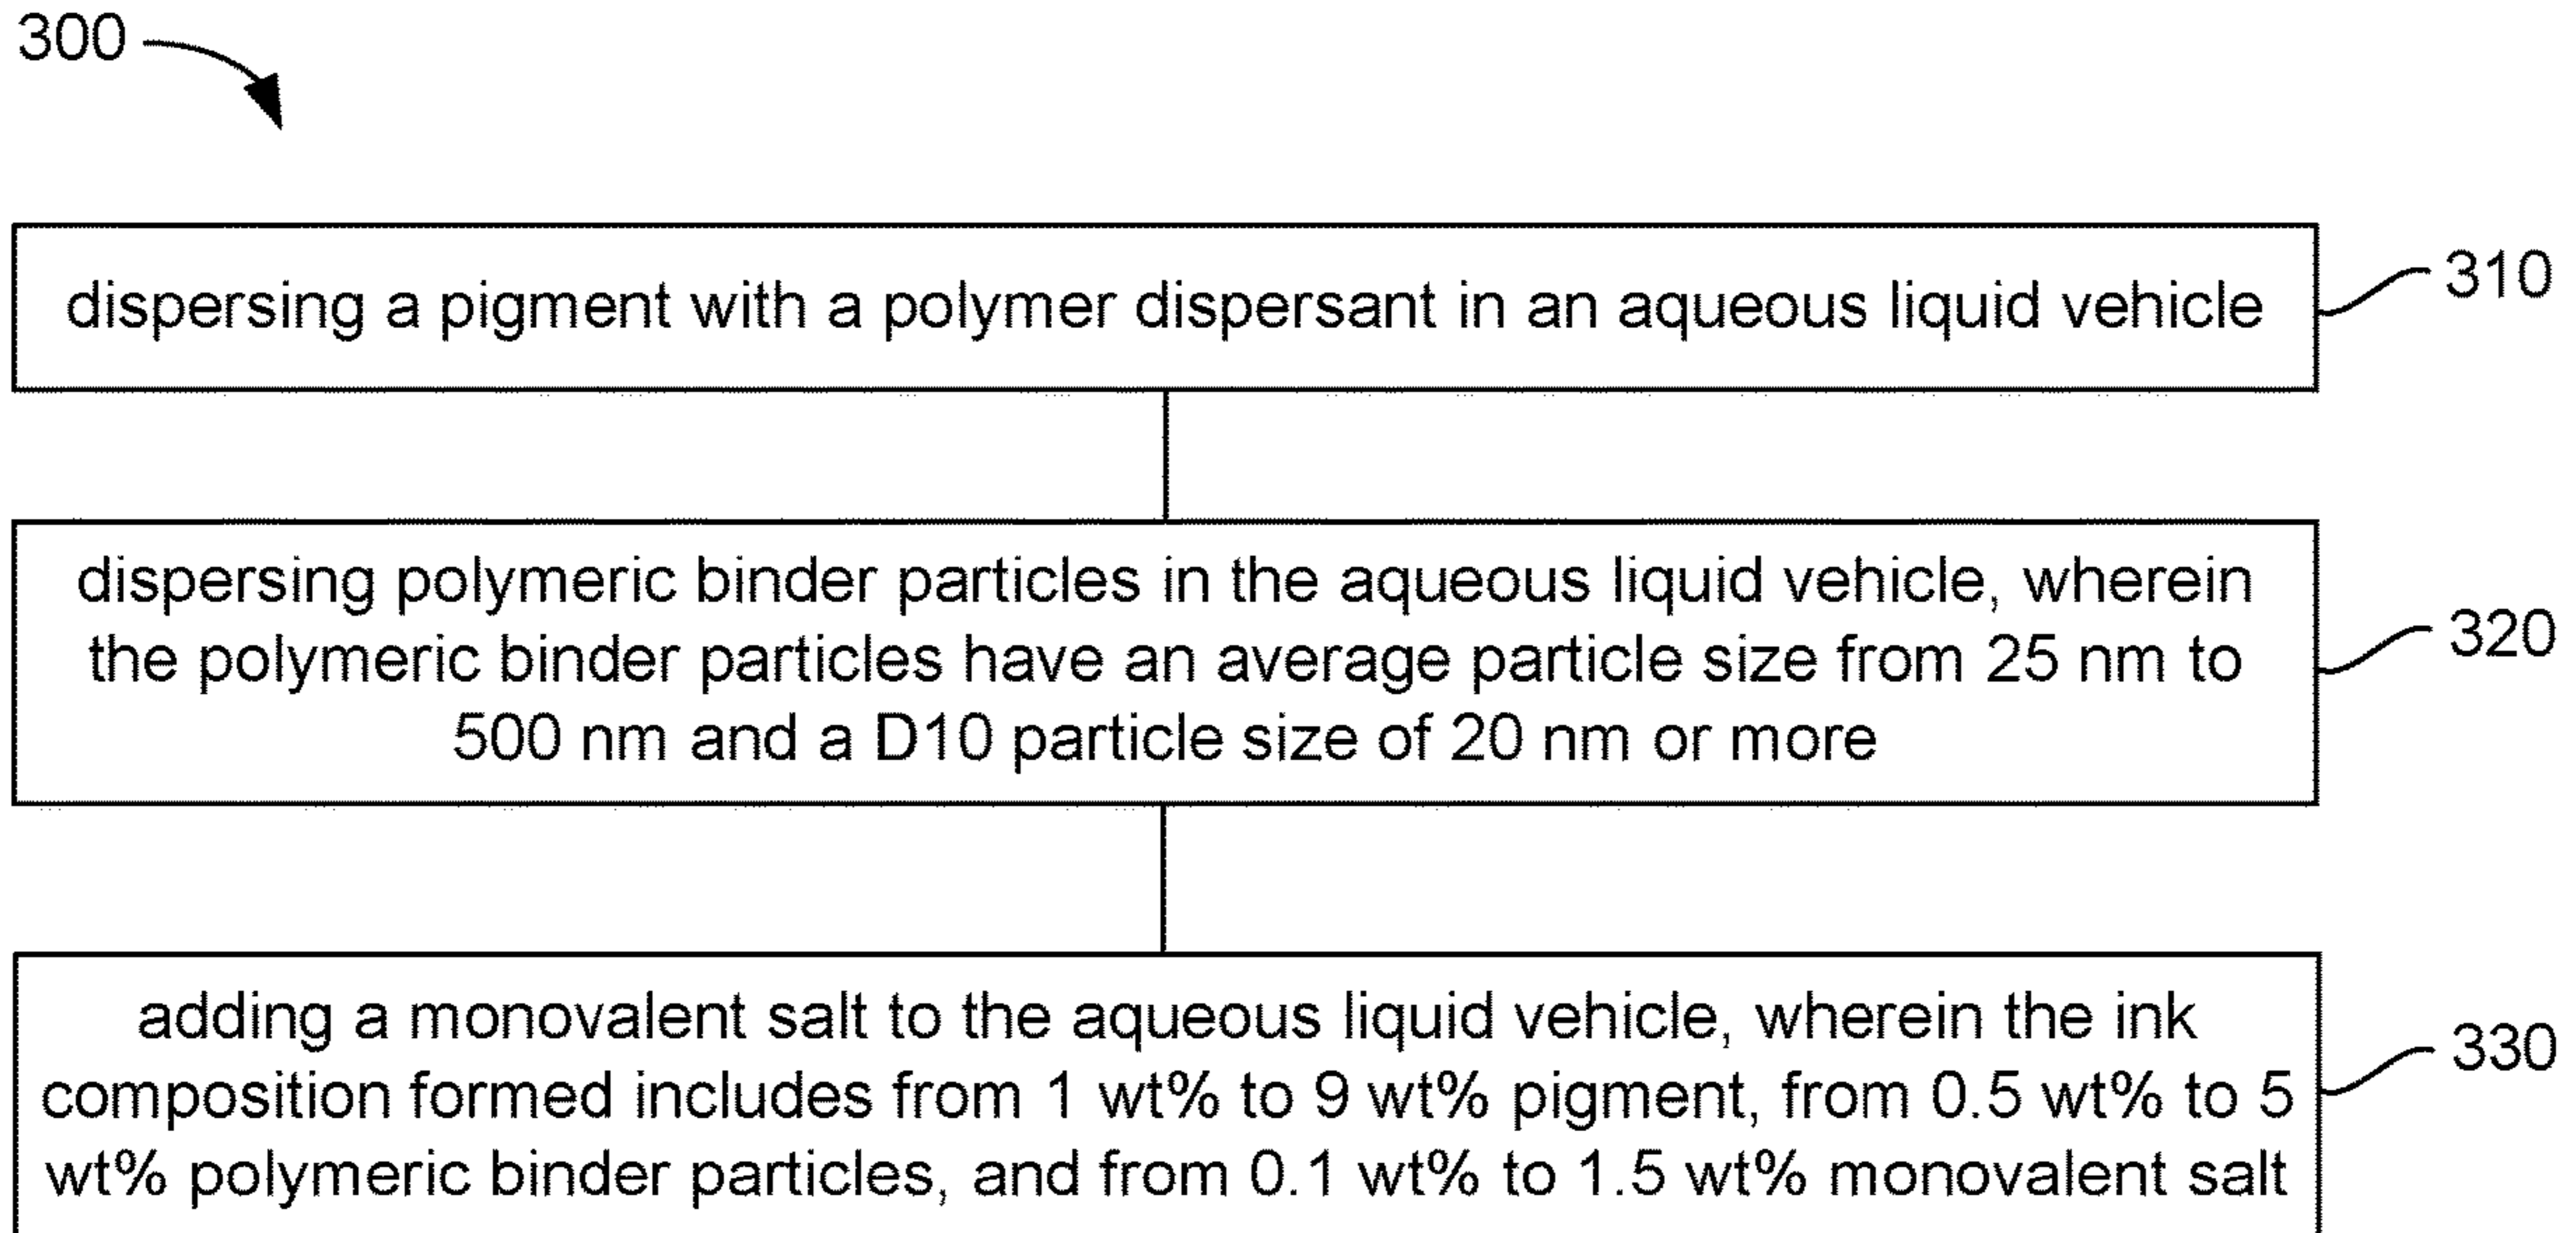 300
dispersing a pigment with a polymer dispersant in an aqueous liquid vehicle
310
dispersing polymeric binder particles in the aqueous liquid vehicle, wherein
the polymeric binder particles have an average particle size from 25 nm to
500 nm and a D10 particle size of 20 nm or more
320
adding a monovalent salt to the aqueous liquid vehicle, wherein the ink
composition formed includes from 1 wt% to 9 wt% pigment, from 0.5 wt% to 5
wt% polymeric binder particles, and from 0.1 wt% to 1.5 wt% monovalent salt
330